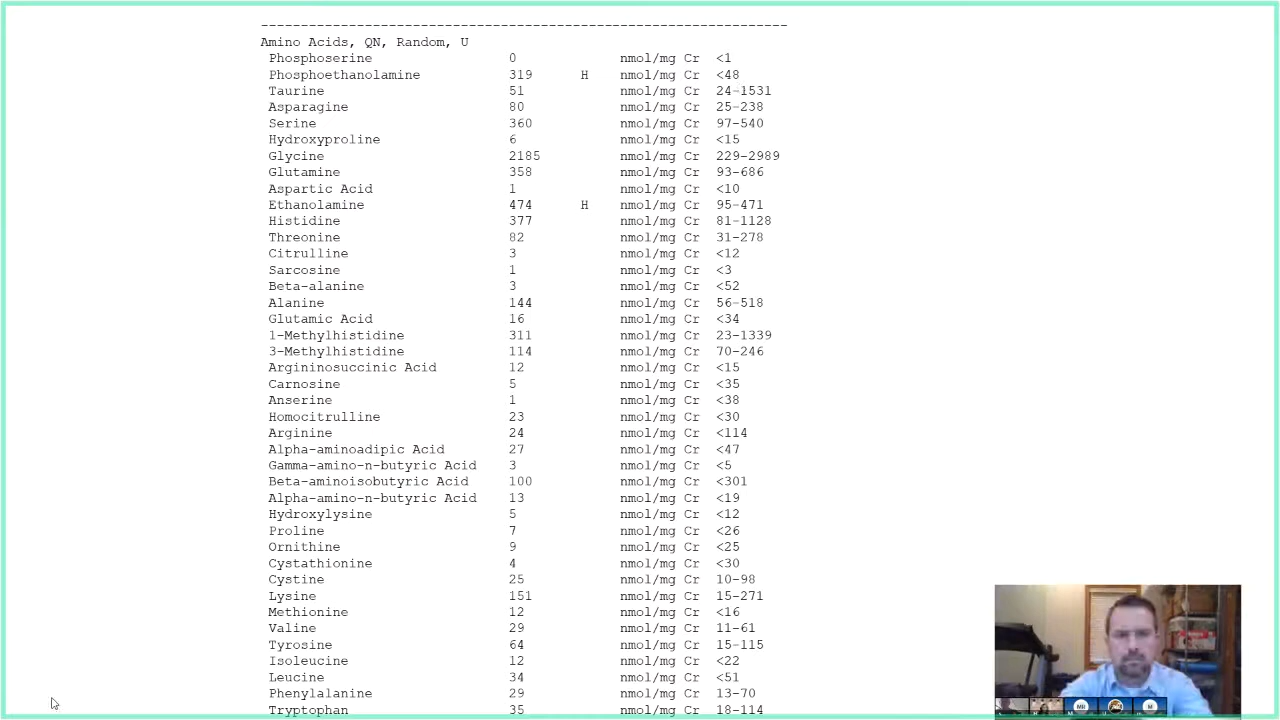 Amino Acids, QN, Random, U
Phosphoserine 0 nmol/mg Cr <1
Phosphoethanolamine 319 H nmol/mg Cr <48
Taurine 51 nmol/mg Cr 24-1531
Asparagine 80 nmol/mg Cr 25-238
Serine 360 nmol/mg Cr 97-540
Hydroxyproline 6 nmol/mg Cr <15
Glycine 2185 nmol/mg Cr 229-2989
Glutamine 358 nmol/mg Cr 93-686
Aspartic Acid 1 nmol/mg Cr <10
Ethanolamine 474 H nmol/mg Cr 95-471
Histidine 377 nmol/mg Cr 81-1128
Threonine 82 nmol/mg Cr 31-278
Citrulline 3 nmol/mg Cr <12
Sarcosine 1 nmol/mg Cr <3
Beta-alanine 3 nmol/mg Cr <52
Alanine 144 nmol/mg Cr 56-518
Glutamic Acid 16 nmol/mg Cr <34
1-Methylhistidine 311 nmol/mg Cr 23-1339
3-Methylhistidine 114 nmol/mg Cr 70-246
Argininosuccinic Acid 12 nmol/mg Cr <15
Carnosine 5 nmol/mg Cr <35
Anserine 1 nmol/mg Cr <38
Homocitrulline 23 nmol/mg Cr <30
Arginine 24 nmol/mg Cr <114
Alpha-aminoadipic Acid 27 nmol/mg Cr <47
Gamma-amino-n-butyric Acid 3 nmol/mg Cr <5
Beta-aminoisobutyric Acid 100 nmol/mg Cr <301
Alpha-amino-n-butyric Acid 13 nmol/mg Cr <19
Hydroxylysine 5 nmol/mg Cr <12
Proline 7 nmol/mg Cr <26
Ornithine 9 nmol/mg Cr <25
Cystathionine 4 nmol/mg Cr <30
Cystine 25 nmol/mg Cr 10-98
Lysine 151 nmol/mg Cr 15-271
Methionine 12 nmol/mg Cr <16
Valine 29 nmol/mg Cr 11-61
Tyrosine 64 nmol/mg Cr 15-115
Isoleucine 12 nmol/mg Cr <22
Leucine 34 nmol/mg Cr <51
Phenylalanine 29 nmol/mg Cr 13-70
Tryptophan 35 nmol/mg Cr 18-114